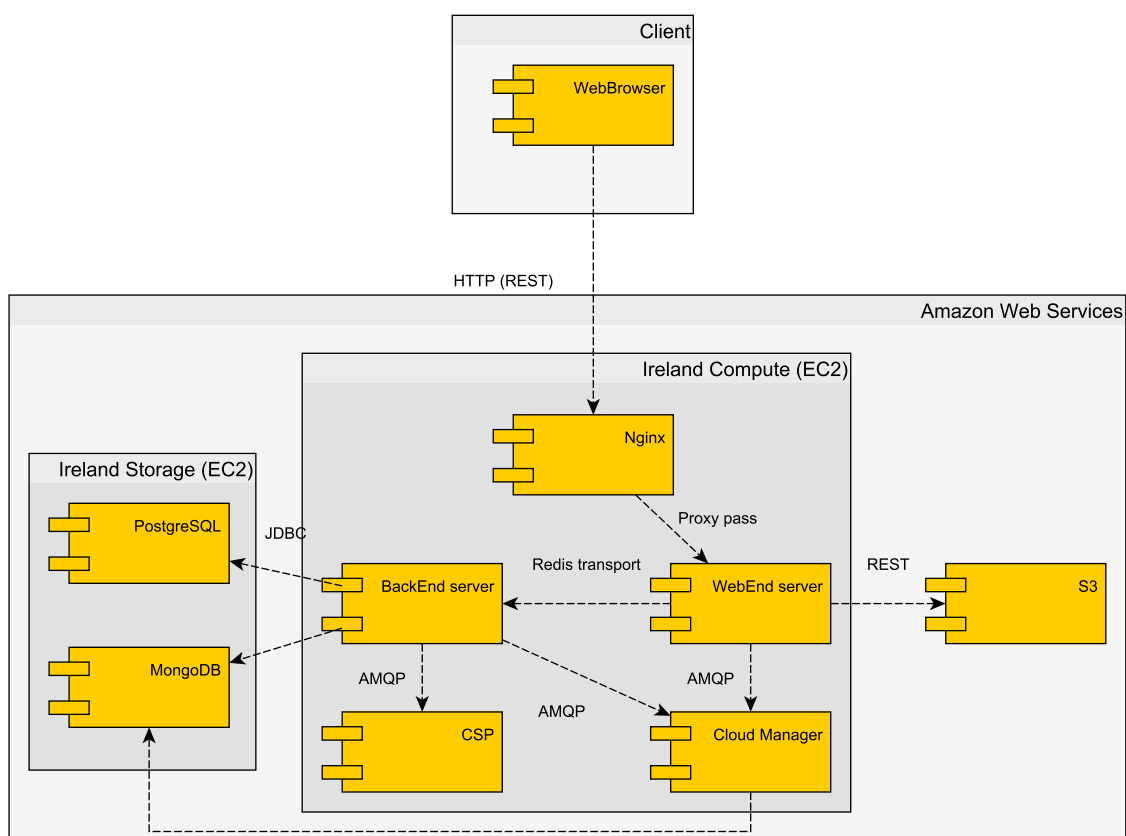 Client
WebBrowser
HTTP (REST)
Amazon Web Services
Ireland Compute (EC2)
Nginx
Ireland Storage (EC2)
PostgreSQL
JDBC
Proxy pass
BackEnd server
Redis transport
WebEnd server
REST
S3
MongoDB
AMQP
AMQP
AMQP
CSP
Cloud Manager